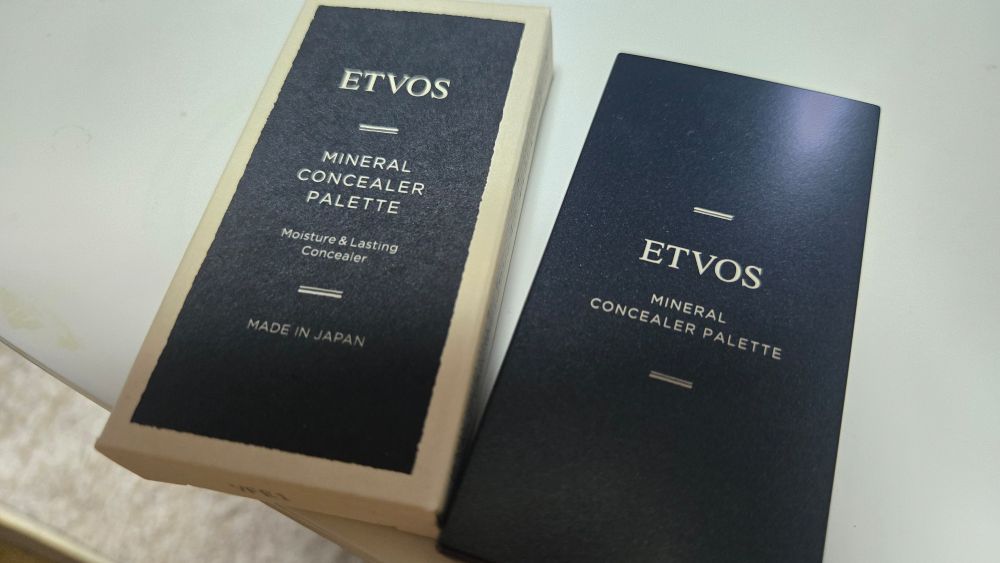 ETVOS
MINERAL
CONCEALER
PALETTE
Moisture & Lasting
Concealer
MADE IN JAPAN
ETVOS
MINERAL
CONCEALER PALETTE